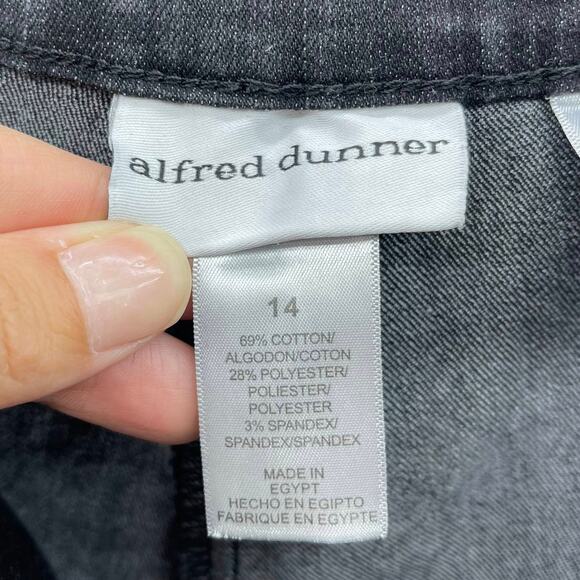 alfred dunner
14
69% COTTON/
ALGODON/COTON
28% POLYESTER/
POLIESTER/
POLYESTER
3% SPANDEX/
SPANDEX/SPANDEX
MADE IN
EGYPT
HECHO EN EGIPTO
FABRIQUE EN EGYPTE